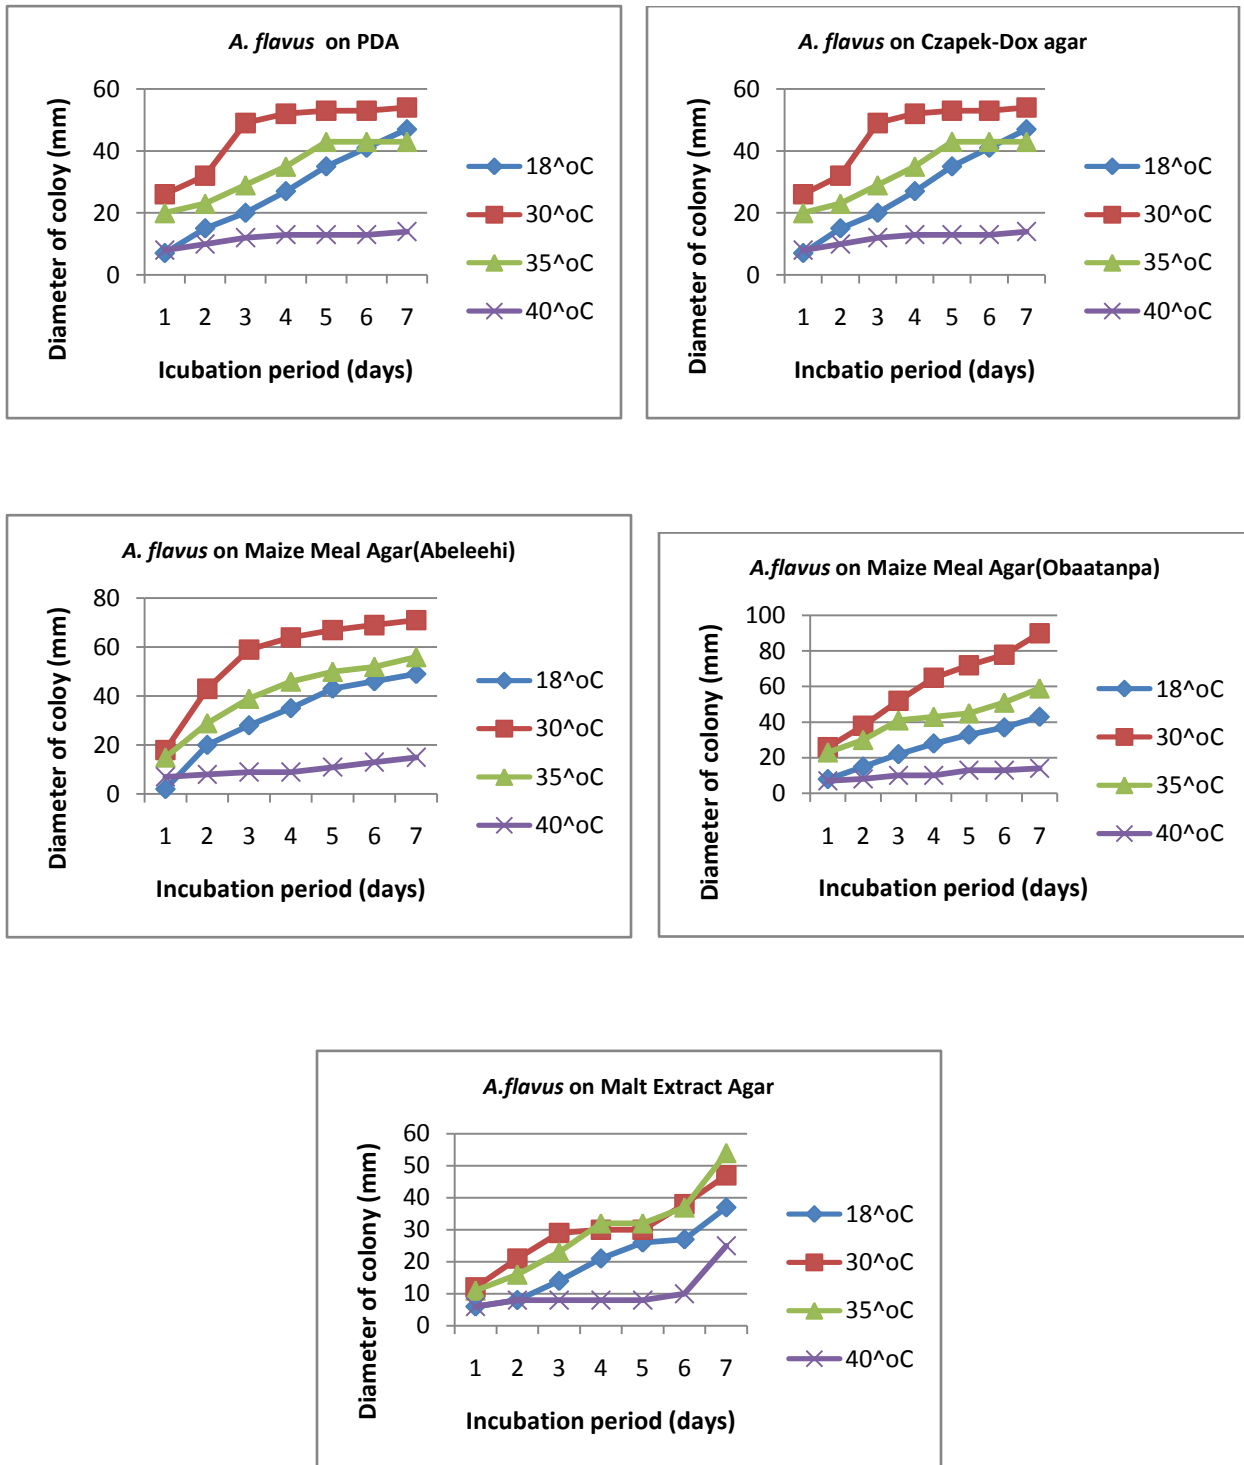 A. flavus on PDA
Diameter of coloy (mm)
60
40
20
0
1 2 3 4 5 6 7
Icubation period (days)
18^oC
30^oC
35^oC
40^oC
A. flavus on Czapek-Dox agar
Diameter of colony (mm)
60
40
20
0
1 2 3 4 5 6 7
Incbatio period (days)
18^oC
30^oC
35^oC
40^oC
A. flavus on Maize Meal Agar(Abeleehi)
Diameter of coloy (mm)
80
60
40
20
0
1 2 3 4 5 6 7
Incubation period (days)
18^oC
30^oC
35^oC
40^oC
A.flavus on Maize Meal Agar(Obaatanpa)
Diameter of colony (mm)
100
80
60
40
20
0
1 2 3 4 5 6 7
Incubation period (days)
18^oC
30^oC
35^oC
40^oC
A.flavus on Malt Extract Agar
Diameter of colony (mm)
60
50
40
30
20
10
0
1 2 3 4 5 6 7
Incubation period (days)
18^oC
30^oC
35^oC
40^oC